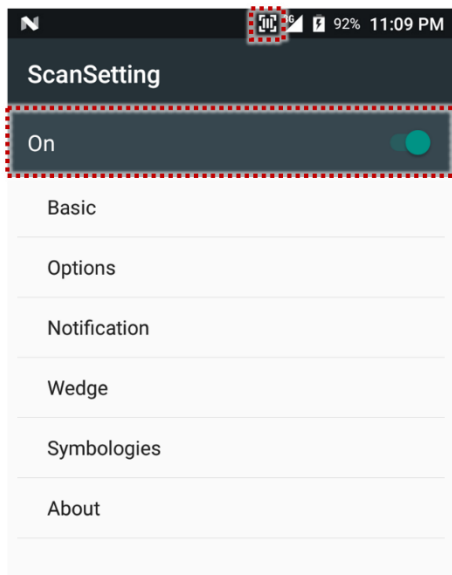 N G 92% 11:09 PM
ScanSetting
On
Basic
Options
Notification
Wedge
Symbologies
About